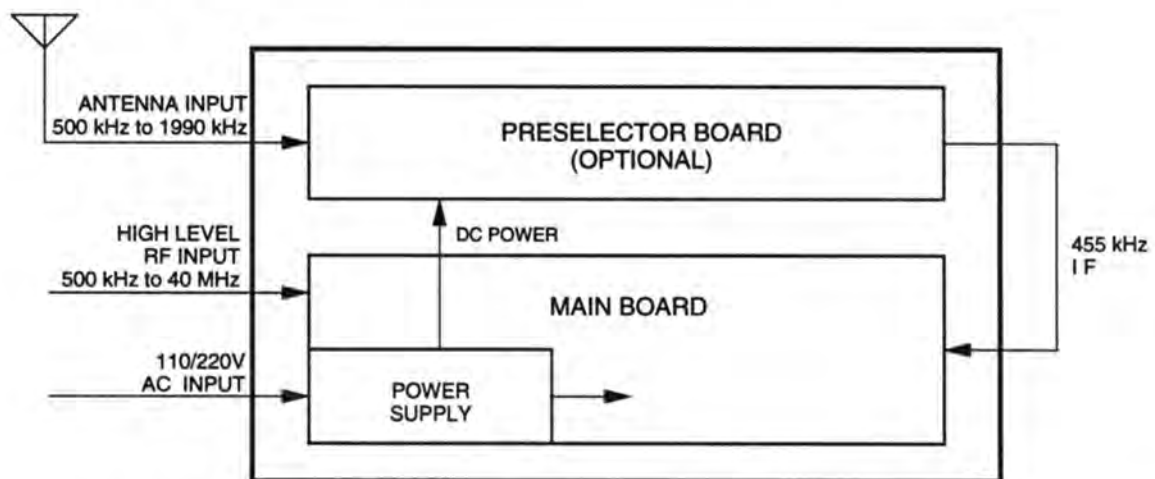 ANTENNA INPUT
500 kHz to 1990 kHz
PRESELECTOR BOARD
(OPTIONAL)
HIGH LEVEL
RF INPUT
500 kHz to 40 MHz
DC POWER
455 kHz
I F
MAIN BOARD
110/220V
AC INPUT
POWER
SUPPLY